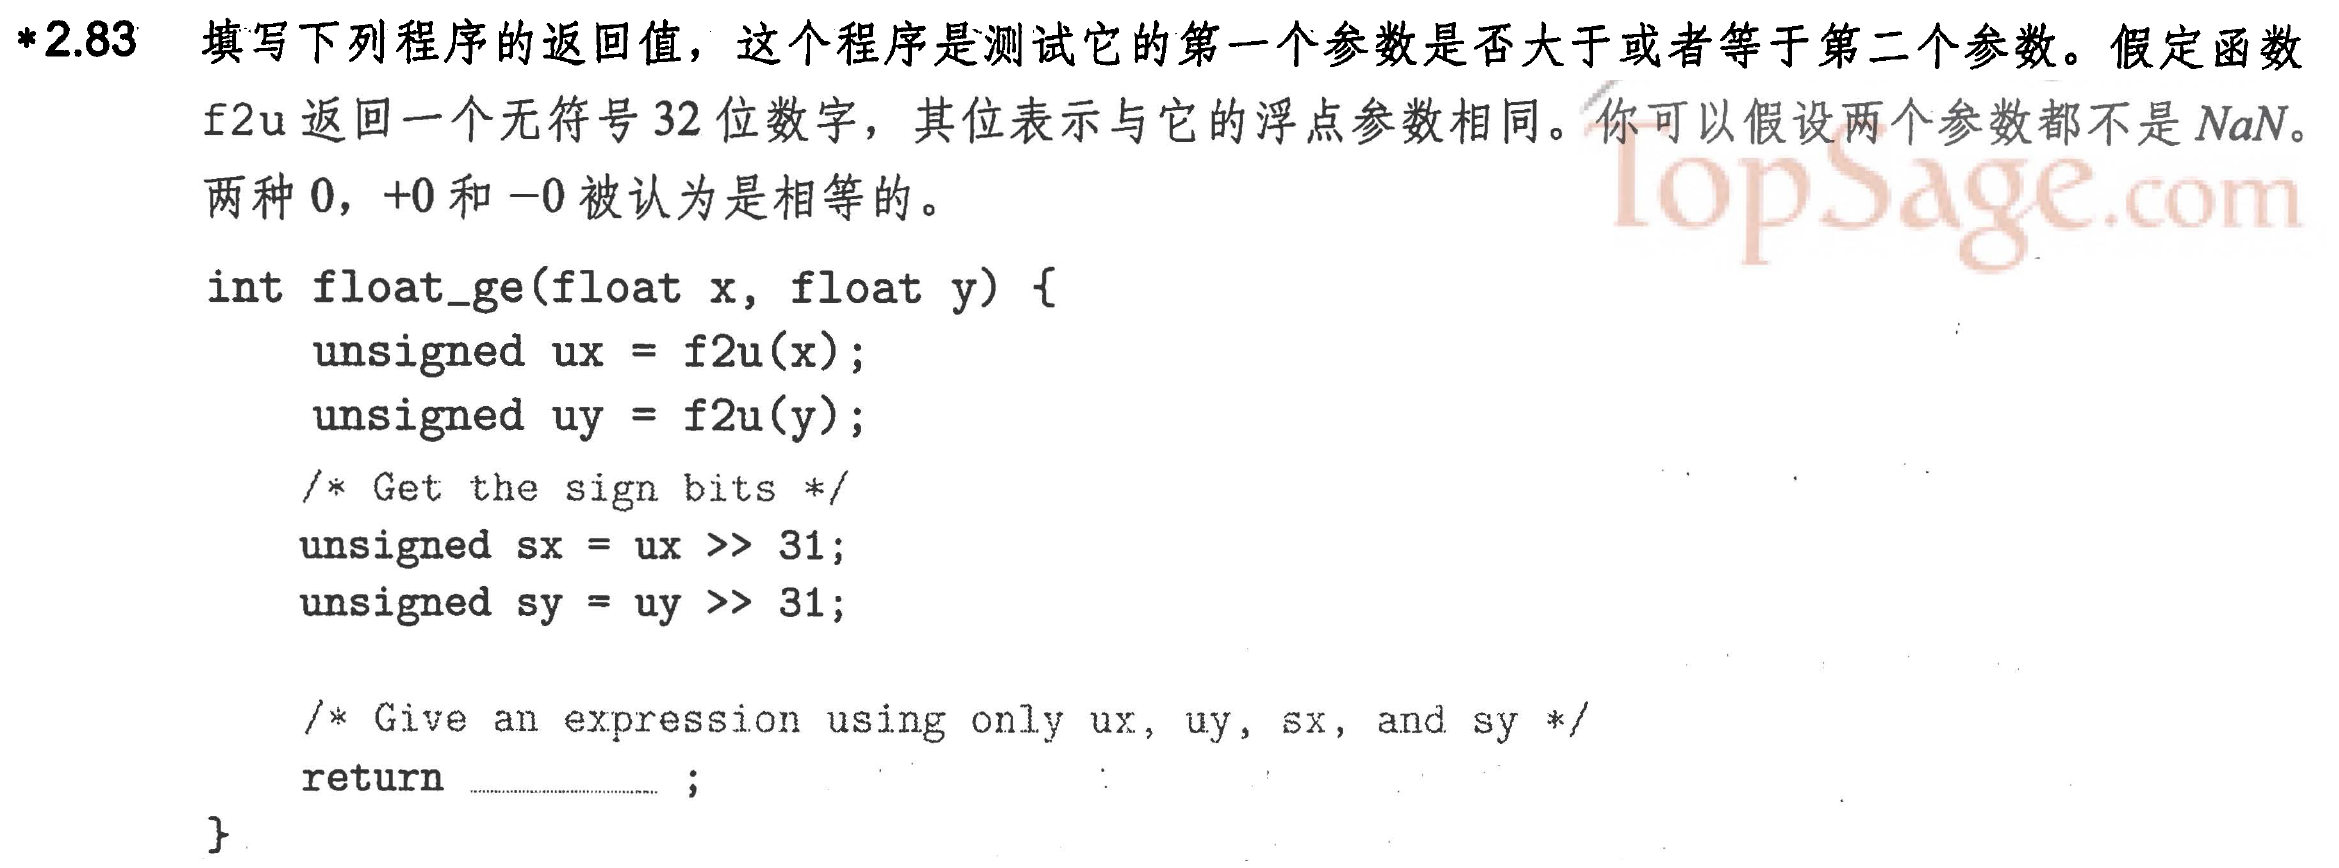 *2.83 填写下列程序的返回值，这个程序是测试它的第一个参数是否大于或者等于第二个参数。假定函数
f2u 返回一个无符号 32 位数字，其位表示与它的浮点参数相同。你可以假设两个参数都不是 NaN。
两种 0，+0 和 −0 被认为是相等的。
TopSage.com
int float_ge(float x, float y) {
unsigned ux = f2u(x);
unsigned uy = f2u(y);
/* Get the sign bits */
unsigned sx = ux >> 31;
unsigned sy = uy >> 31;
/* Give an expression using only ux, uy, sx, and sy */
return ;
}